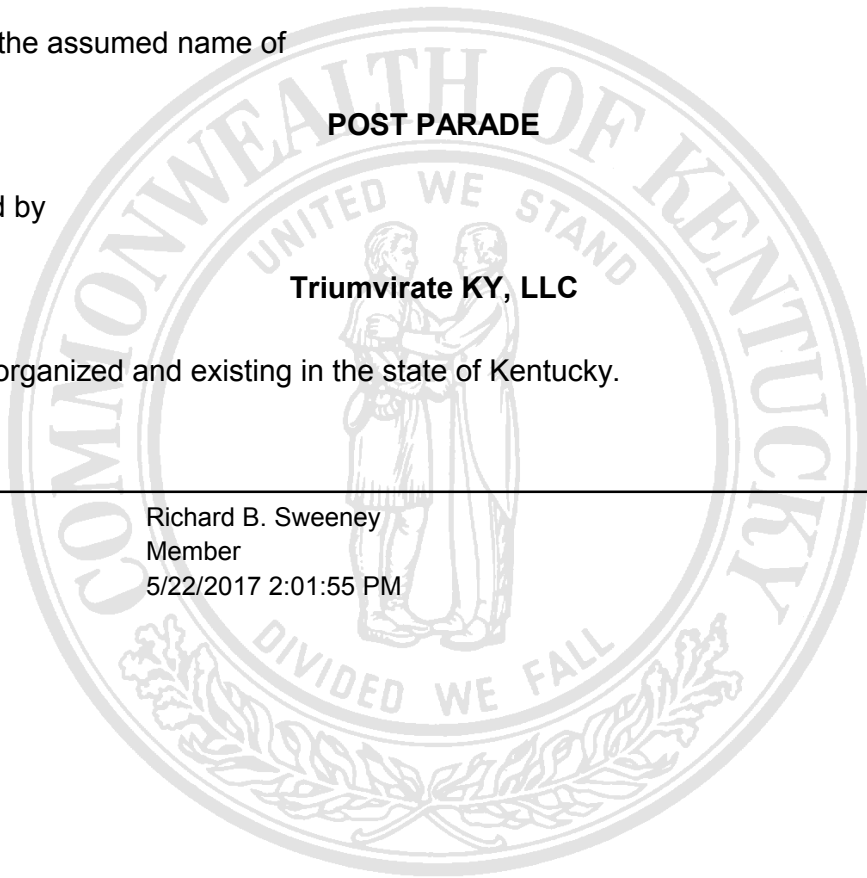 the assumed name of
POST PARADE
d by
Triumvirate KY, LLC
organized and existing in the state of Kentucky.
Richard B. Sweeney
Member
5/22/2017 2:01:55 PM
COMMONWEALTH OF KENTUCKY
UNITED WE STAND
DIVIDED WE FALL